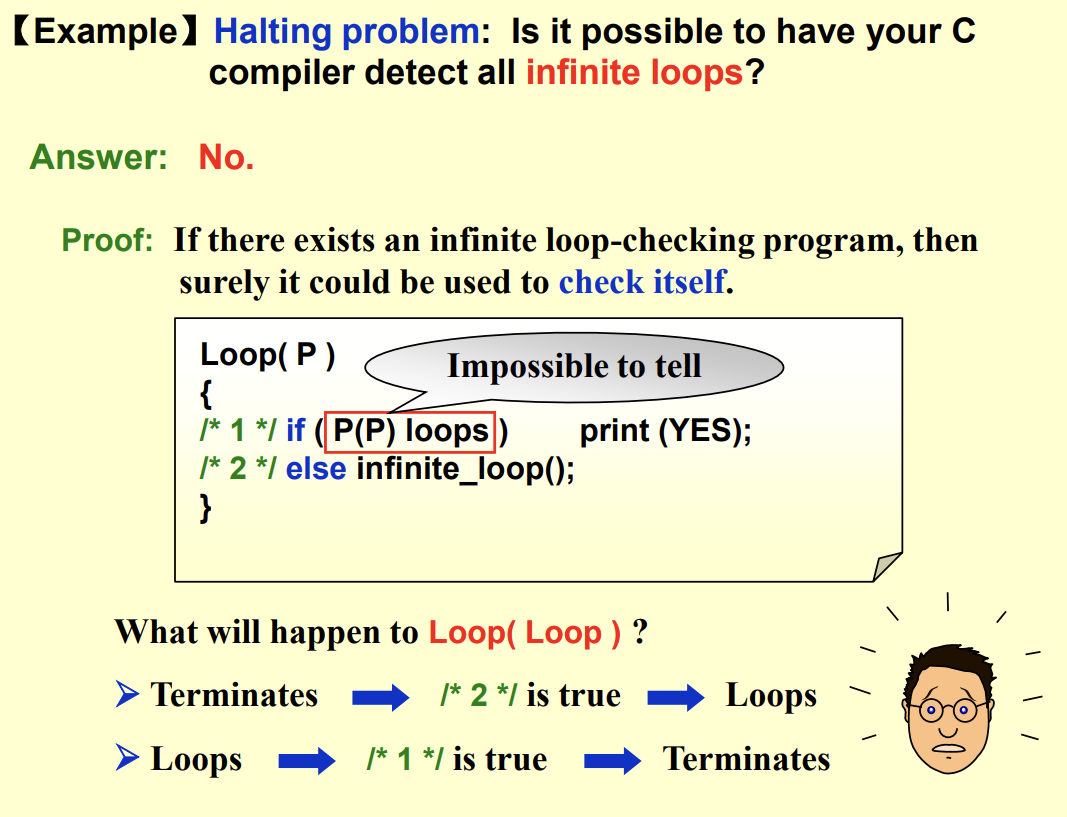 【Example】 Halting problem: Is it possible to have your C
compiler detect all infinite loops?
Answer: No.
Proof: If there exists an infinite loop-checking program, then
surely it could be used to check itself.
Loop( P )
Impossible to tell
{
/* 1 */ if ( P(P) loops ) print (YES);
/* 2 */ else infinite_loop();
}
What will happen to Loop( Loop ) ?
Terminates /* 2 */ is true Loops
Loops /* 1 */ is true Terminates